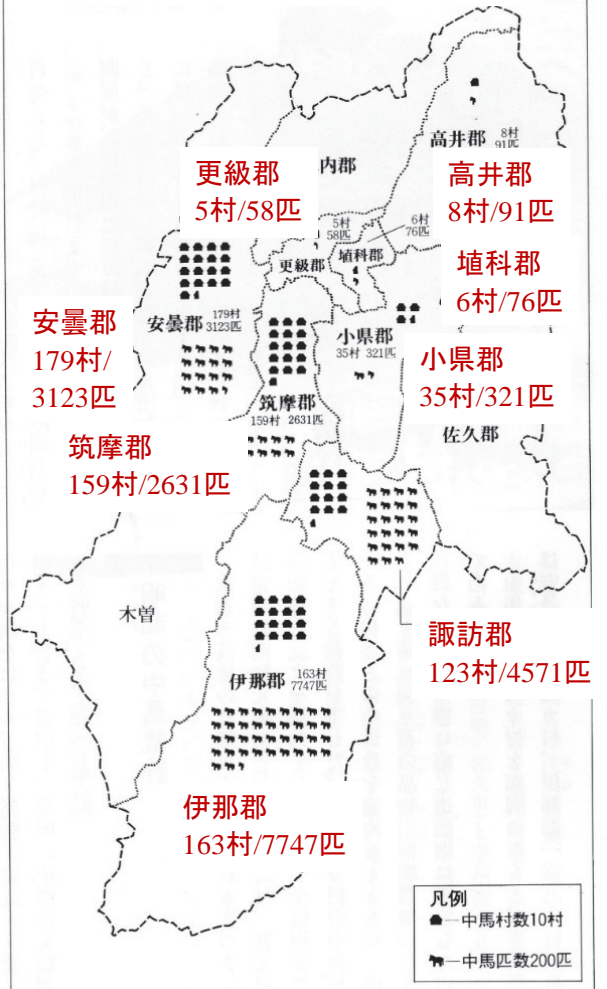 高井郡
8村
91匹
内郡
更級郡
5村/58匹
高井郡
8村/91匹
5村
58匹
6村
76匹
更級郡
埴科郡
埴科郡
6村/76匹
安曇郡
179村/
3123匹
安曇郡
179村
3123匹
小県郡
35村 321匹
小県郡
35村/321匹
筑摩郡
159村 2631匹
佐久郡
筑摩郡
159村/2631匹
木曽
諏訪郡
123村/4571匹
伊那郡
163村
7747匹
伊那郡
163村/7747匹
凡例
中馬村数10村
中馬匹数200匹